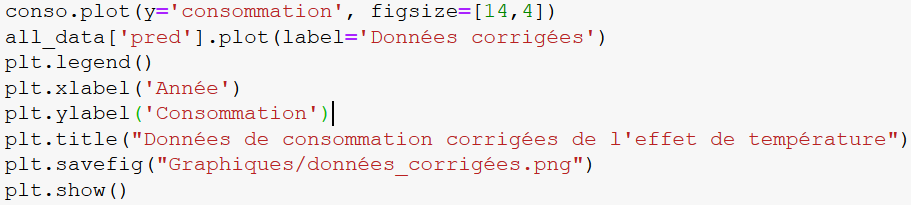 conso.plot(y='consommation', figsize=[14,4])
all_data['pred'].plot(label='Données corrigées')
plt.legend()
plt.xlabel('Année')
plt.ylabel('Consommation')
plt.title("Données de consommation corrigées de l'effet de température")
plt.savefig("Graphiques/données_corrigées.png")
plt.show()